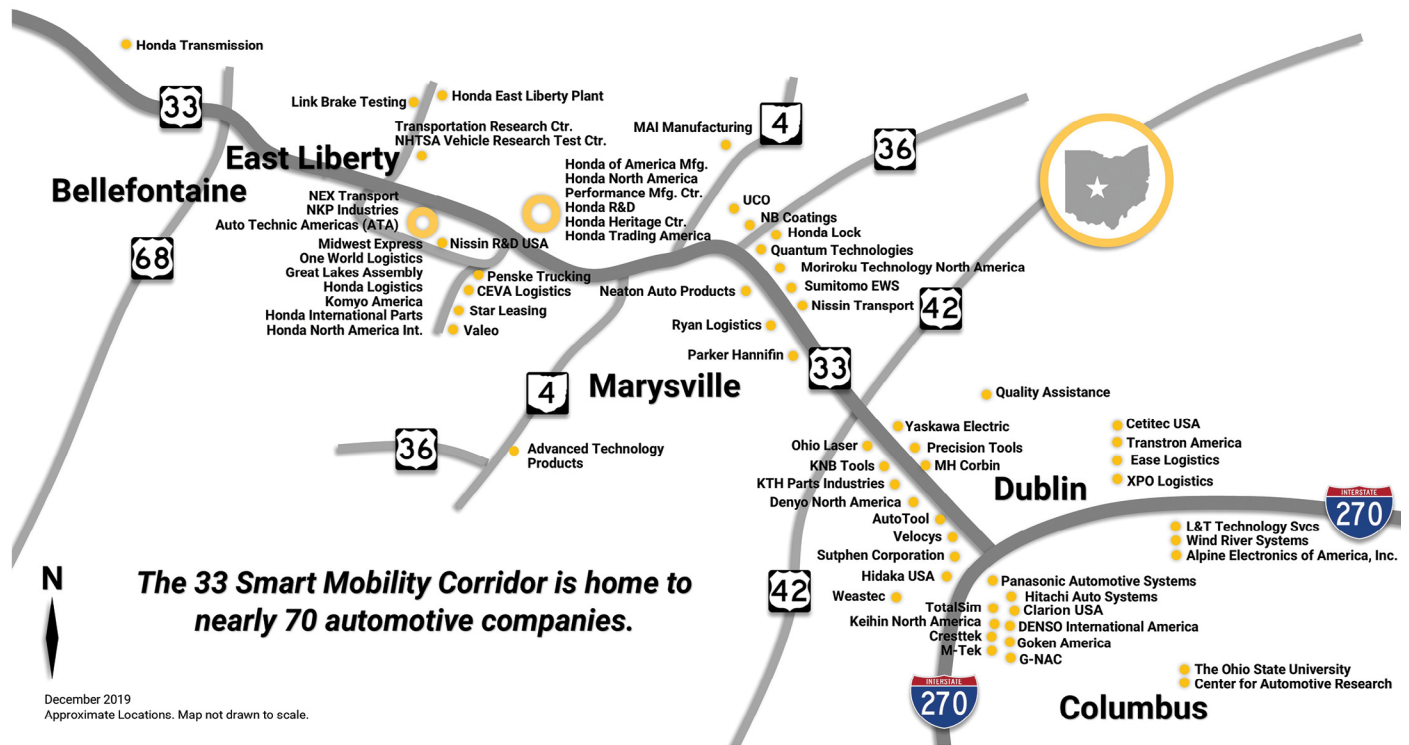 Honda Transmission
33
Link Brake Testing
Honda East Liberty Plant
Transportation Research Ctr.
NHTSA Vehicle Research Test Ctr.
MAI Manufacturing
4
36
East Liberty
Bellefontaine
Honda of America Mfg.
Honda North America
Performance Mfg. Ctr.
Honda R&D
Honda Heritage Ctr.
Honda Trading America
NEX Transport
NKP Industries
Auto Technic Americas (ATA)
68
Nissin R&D USA
Midwest Express
One World Logistics
Great Lakes Assembly
Honda Logistics
Komyo America
Honda International Parts
Honda North America Int.
Penske Trucking
CEVA Logistics
Star Leasing
Valeo
UCO
NB Coatings
Honda Lock
Quantum Technologies
Moriroku Technology North America
Sumitomo EWS
Nissin Transport
Neaton Auto Products
Ryan Logistics
Parker Hannifin
42
33
Marysville
4
36
Advanced Technology
Products
Quality Assistance
Yaskawa Electric
Ohio Laser
Precision Tools
KNB Tools
MH Corbin
KTH Parts Industries
Denyo North America
AutoTool
Velocys
Sutphen Corporation
Hidaka USA
Weastec
Dublin
Cetitec USA
Transtron America
Ease Logistics
XPO Logistics
INTERSTATE
270
L&T Technology Svcs
Wind River Systems
Alpine Electronics of America, Inc.
42
Panasonic Automotive Systems
Hitachi Auto Systems
TotalSim
Clarion USA
Keihin North America
DENSO International America
Cresttek
Goken America
M-Tek
G-NAC
INTERSTATE
270
The Ohio State University
Center for Automotive Research
Columbus
N
The 33 Smart Mobility Corridor is home to
nearly 70 automotive companies.
December 2019
Approximate Locations. Map not drawn to scale.